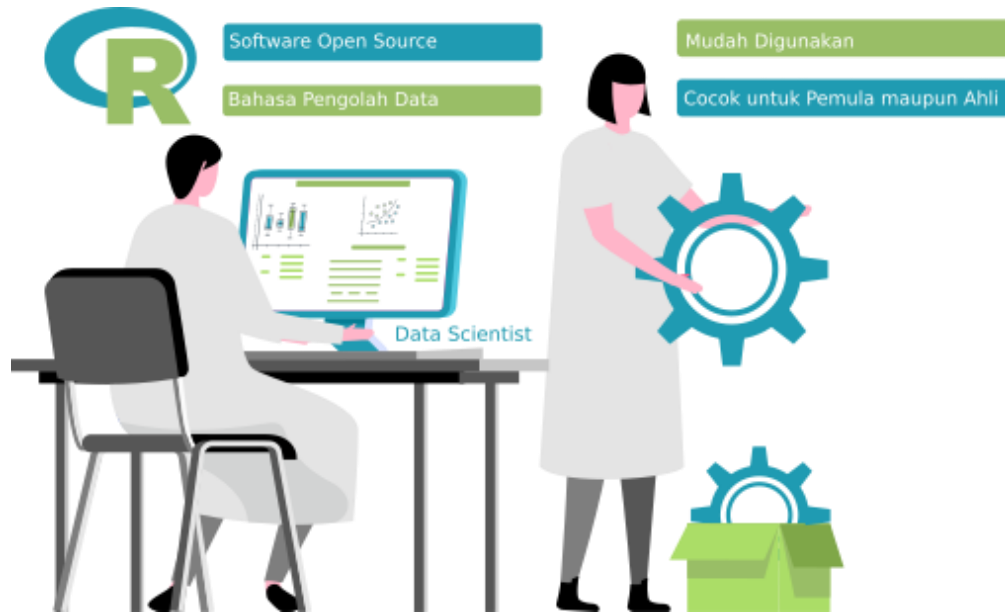 R
Software Open Source
Bahasa Pengolah Data
Mudah Digunakan
Cocok untuk Pemula maupun Ahli
Data Scientist